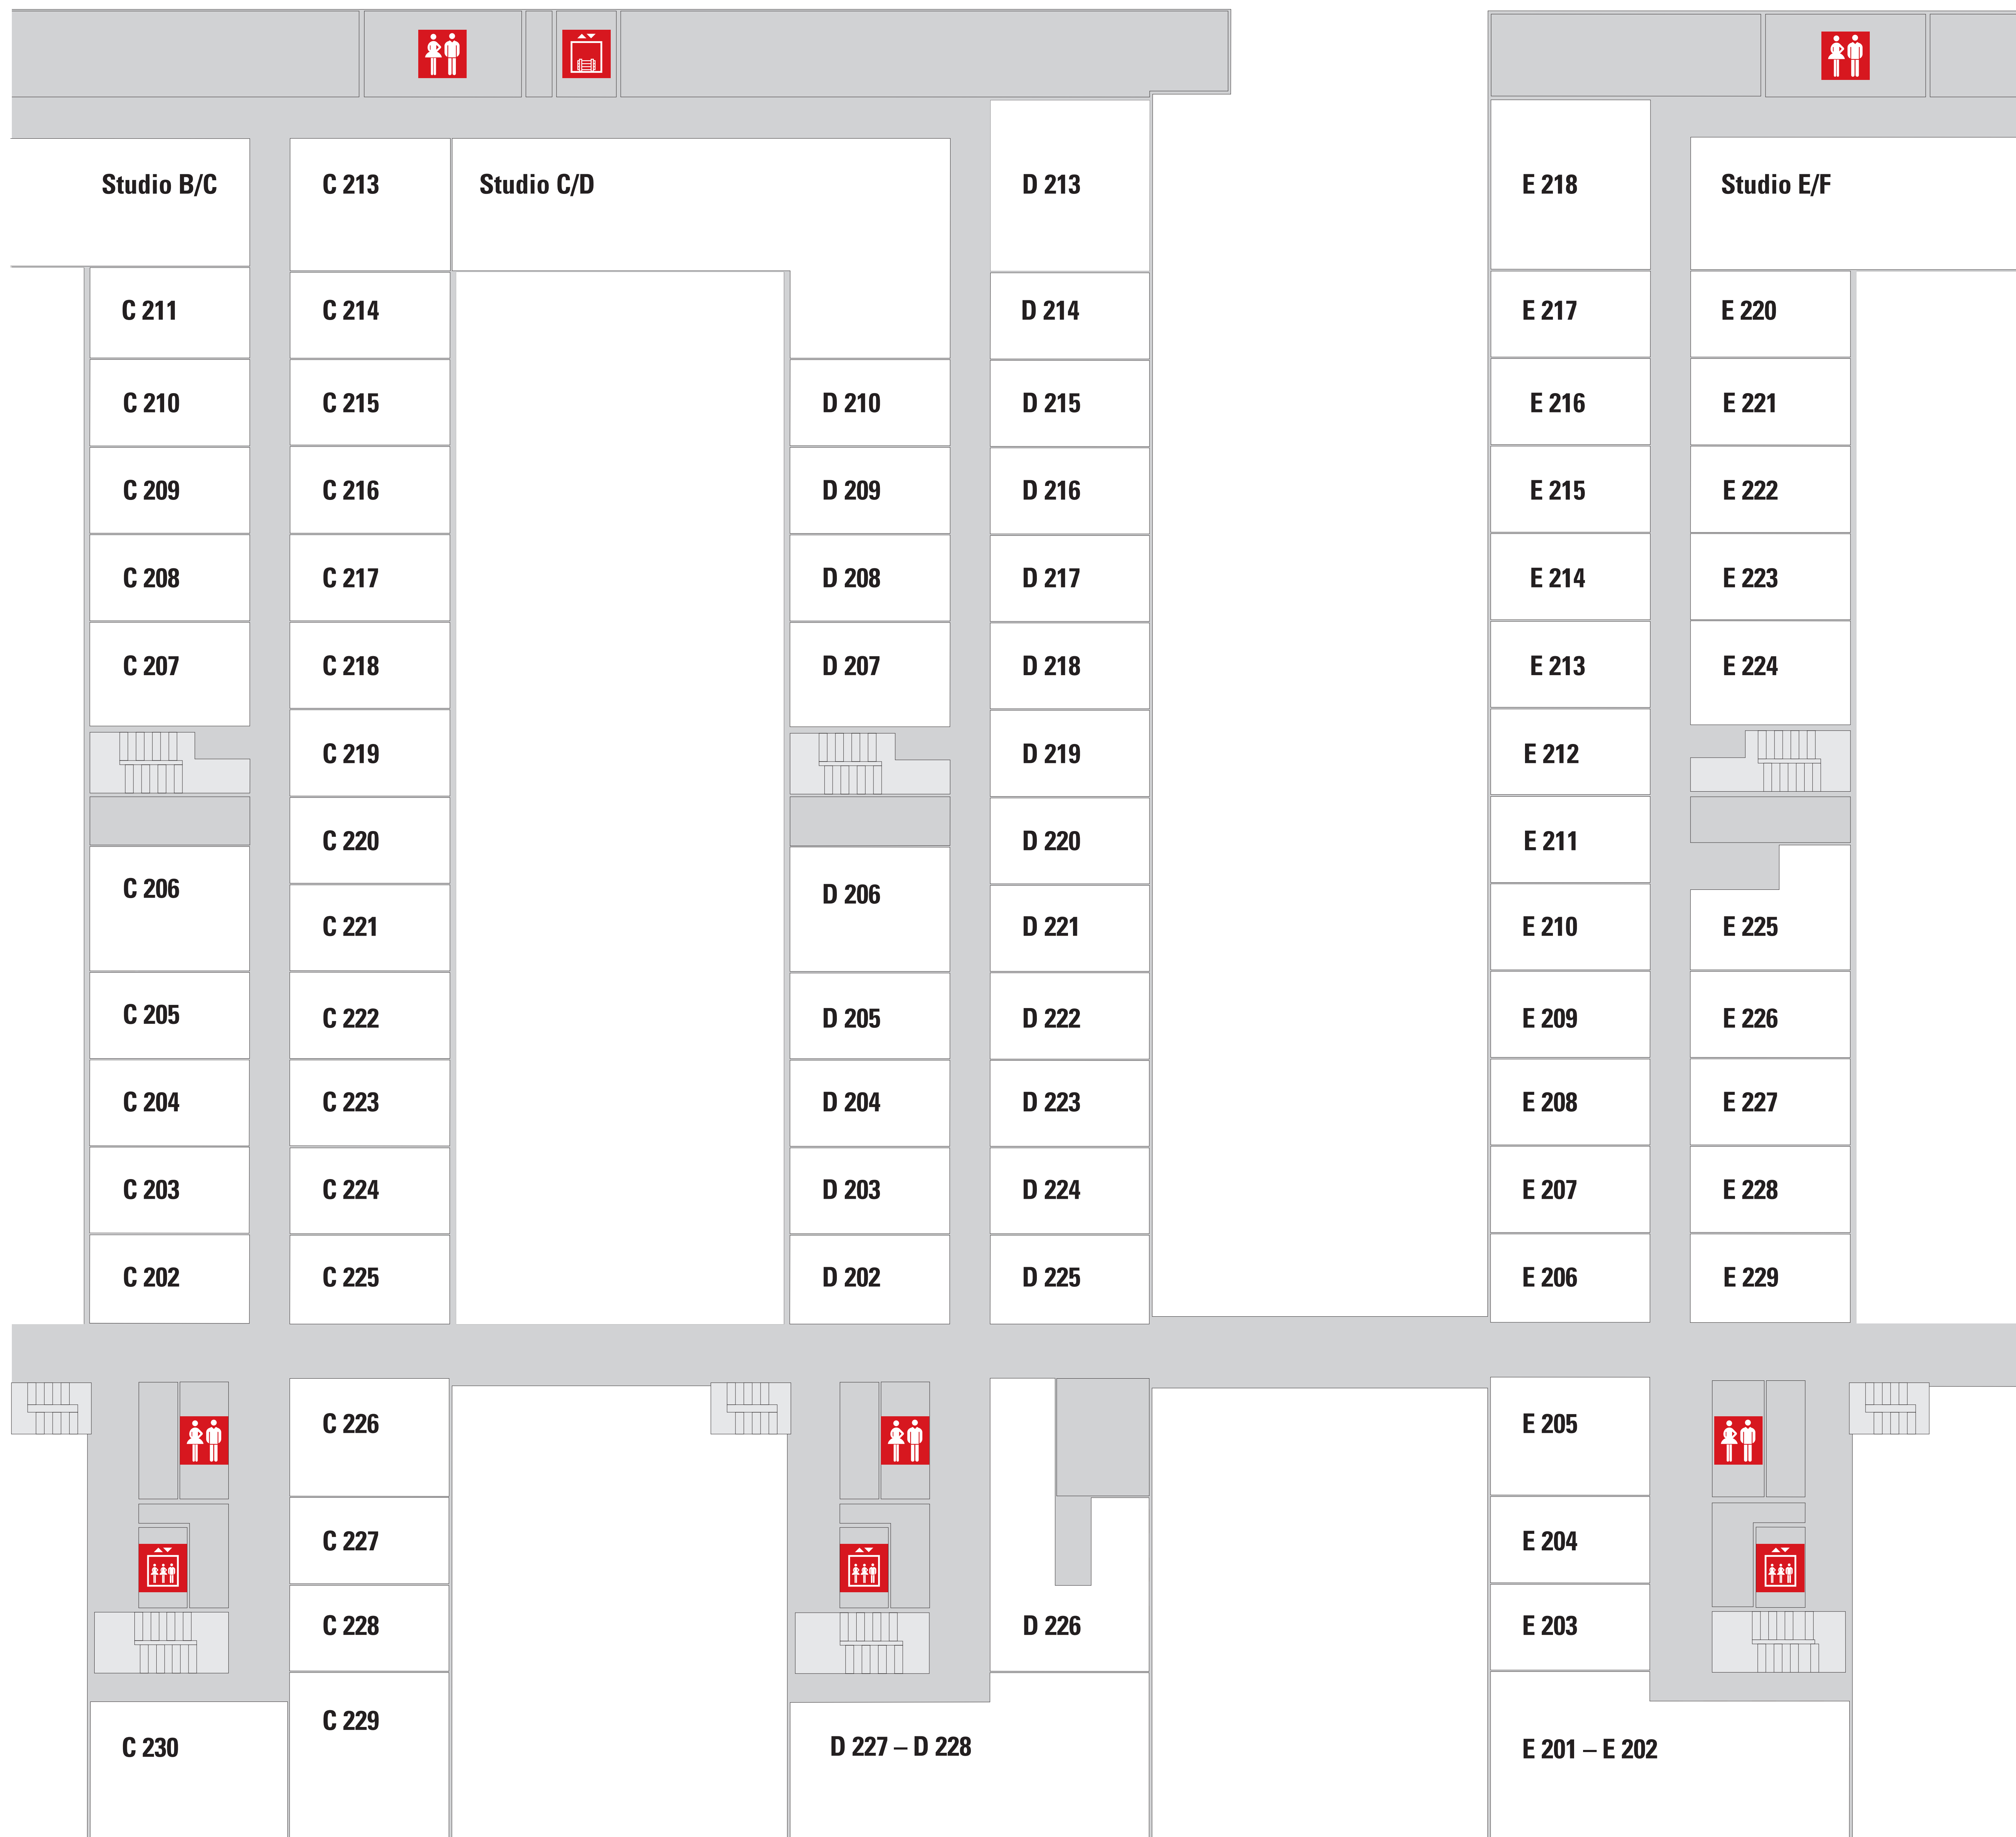 Studio B/C
C 213
Studio C/D
D 213
E 218
Studio E/F
C 211
C 214
D 214
E 217
E 220
C 210
C 215
D 210
D 215
E 216
E 221
C 209
C 216
D 209
D 216
E 215
E 222
C 208
C 217
D 208
D 217
E 214
E 223
C 207
C 218
D 207
D 218
E 213
E 224
C 219
D 219
E 212
C 220
D 220
E 211
C 206
D 206
C 221
D 221
E 210
E 225
C 205
C 222
D 205
D 222
E 209
E 226
C 204
C 223
D 204
D 223
E 208
E 227
C 203
C 224
D 203
D 224
E 207
E 228
C 202
C 225
D 202
D 225
E 206
E 229
C 226
E 205
C 227
E 204
C 228
D 226
E 203
C 229
C 230
D 227 – D 228
E 201 – E 202